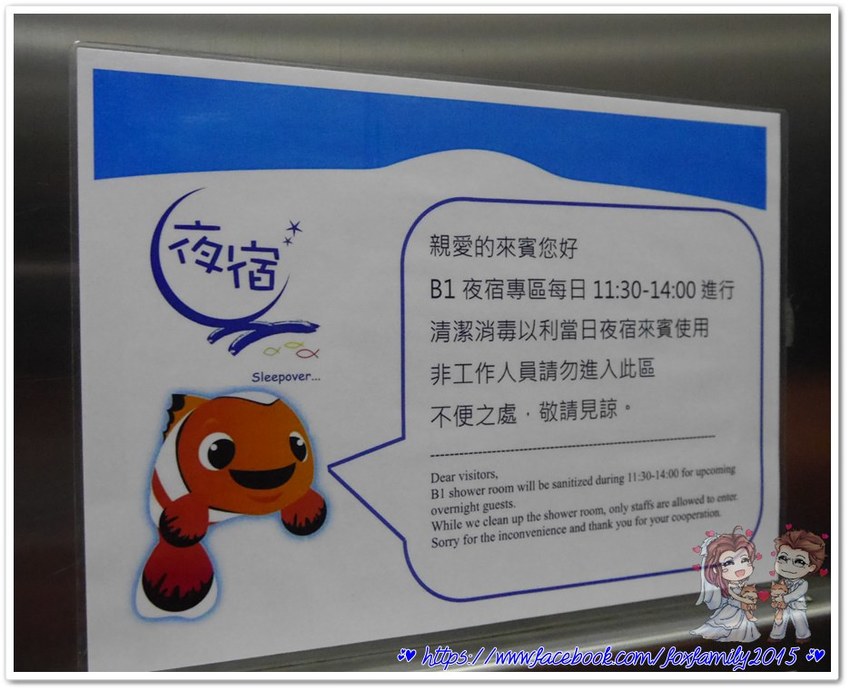 夜宿
Sleepover...
親愛的來賓您好
B1 夜宿專區每日 11:30-14:00 進行
清潔消毒以利當日夜宿來賓使用
非工作人員請勿進入此區
不便之處，敬請見諒。
Dear visitors,
B1 shower room will be sanitized during 11:30-14:00 for upcoming
overnight guests.
While we clean up the shower room, only staffs are allowed to enter.
Sorry for the inconvenience and thank you for your cooperation.
https://www.facebook.com/foxfamily2015